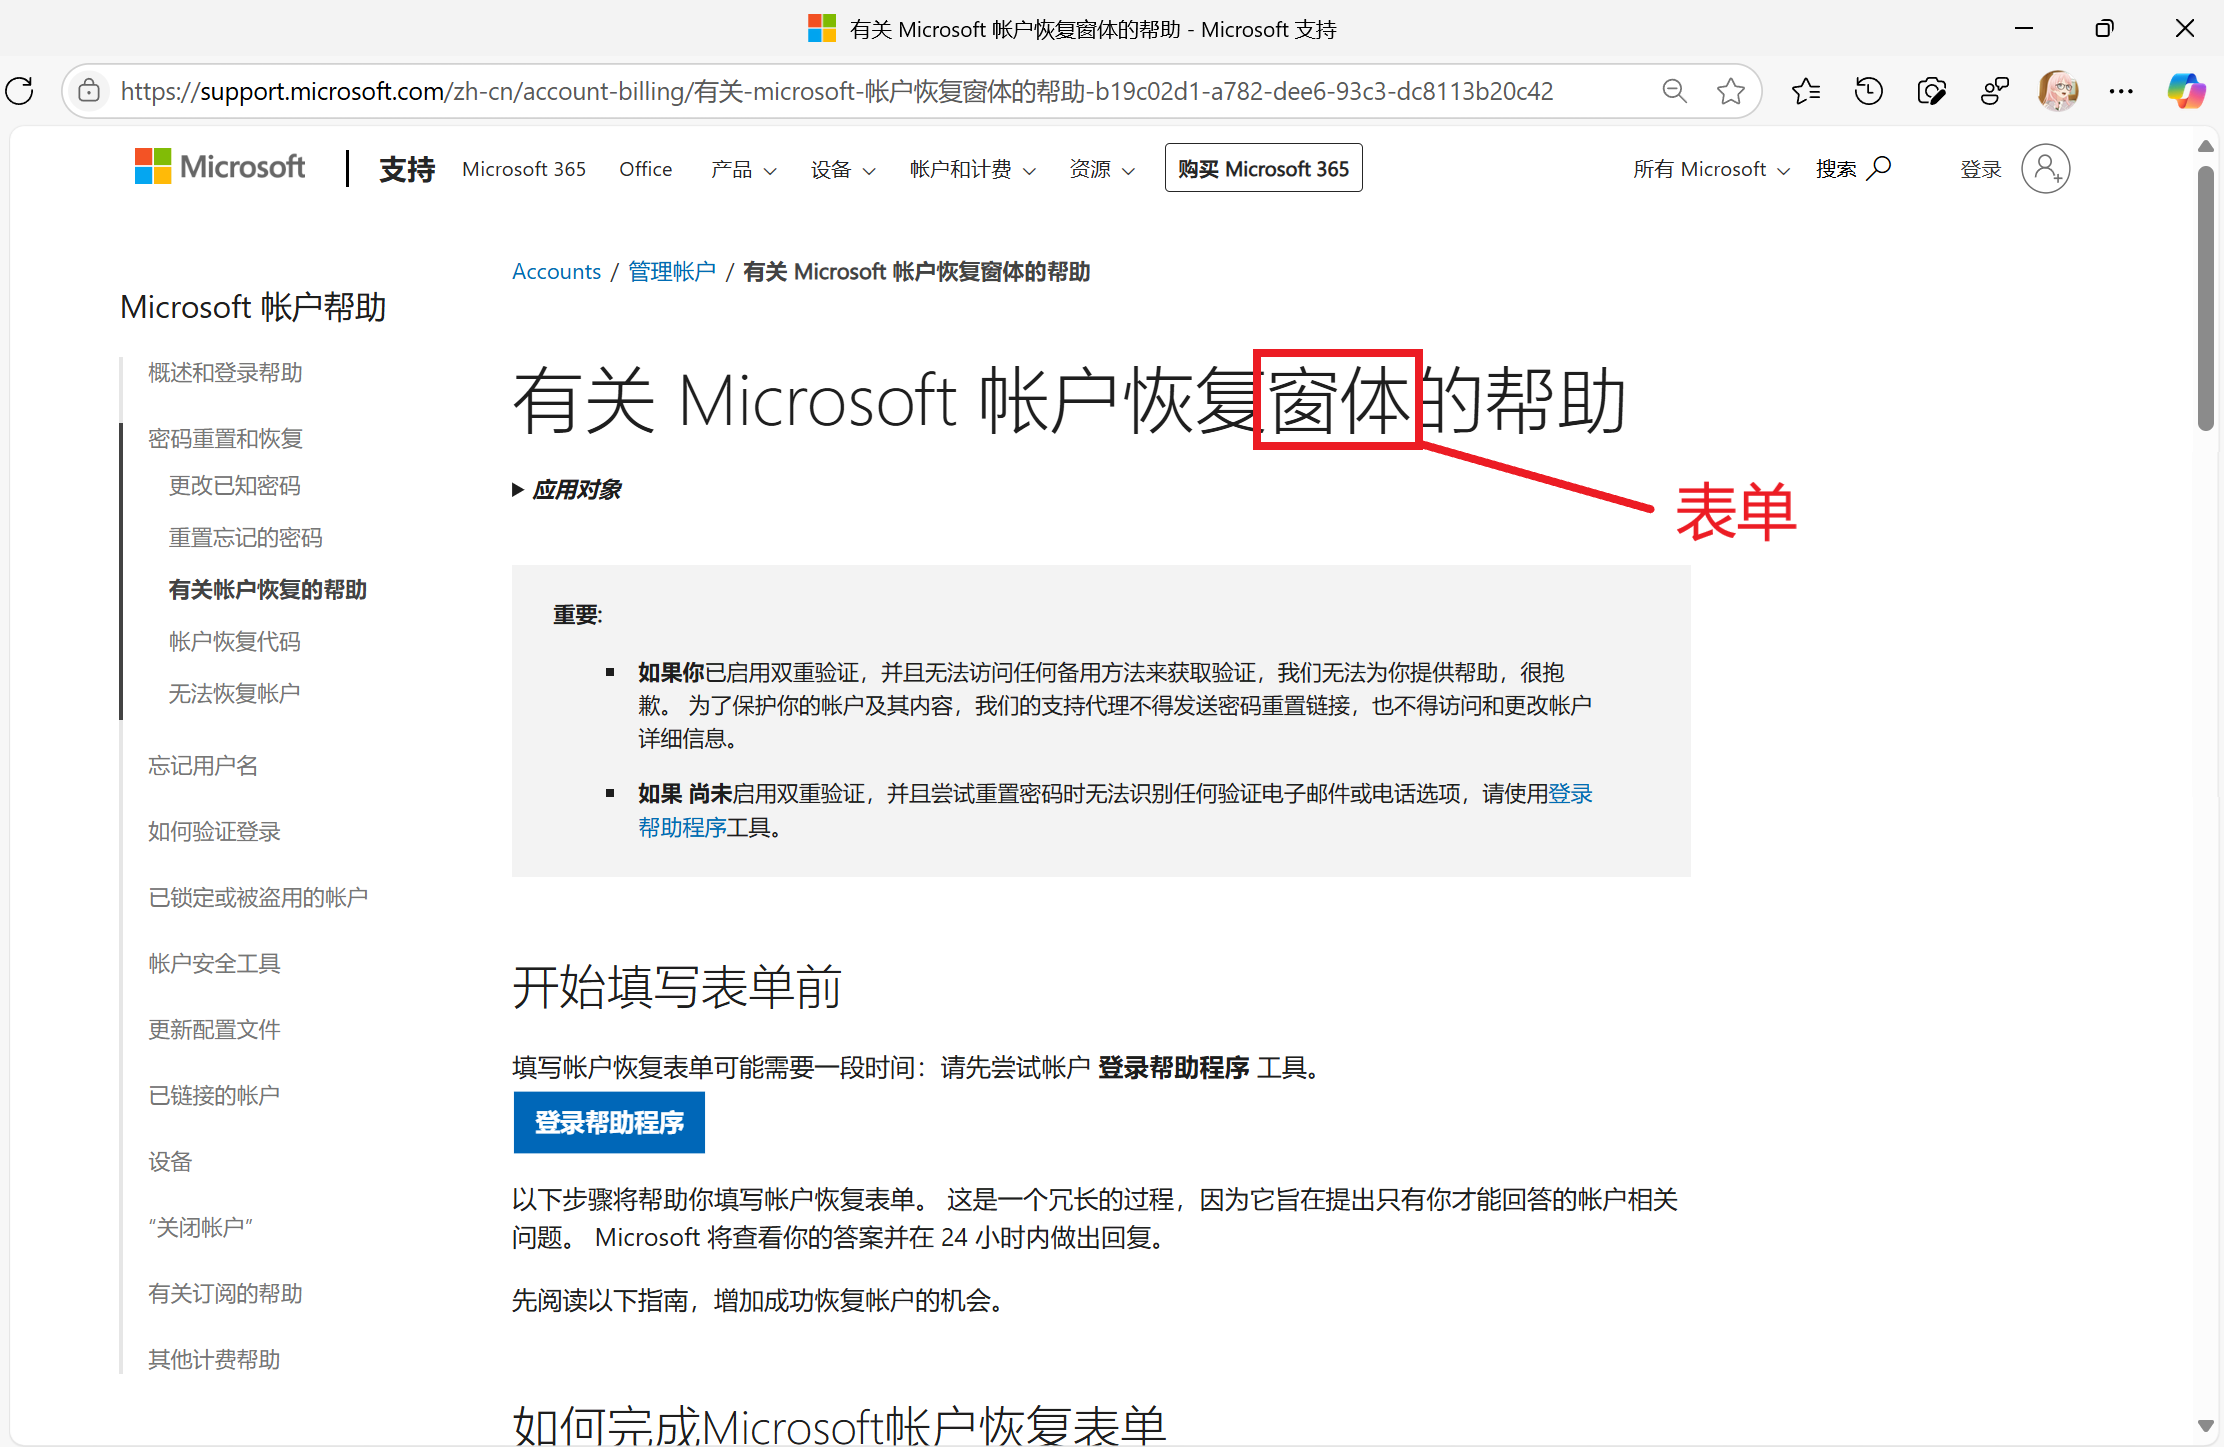 有关 Microsoft 帐户恢复窗体的帮助 - Microsoft 支持
https://support.microsoft.com/zh-cn/account-billing/有关-microsoft-帐户恢复窗体的帮助-b19c02d1-a782-dee6-93c3-dc8113b20c42
Microsoft 支持 Microsoft 365 Office 产品 设备 帐户和计费 资源 购买 Microsoft 365 所有 Microsoft 搜索 登录
Accounts / 管理帐户 / 有关 Microsoft 帐户恢复窗体的帮助
Microsoft 帐户帮助
概述和登录帮助
密码重置和恢复
更改已知密码
重置忘记的密码
有关帐户恢复的帮助
帐户恢复代码
无法恢复帐户
忘记用户名
如何验证登录
已锁定或被盗用的帐户
帐户安全工具
更新配置文件
已链接的帐户
设备
“关闭帐户”
有关订阅的帮助
其他计费帮助
有关 Microsoft 帐户恢复窗体的帮助
表单
应用对象
重要:
如果你已启用双重验证，并且无法访问任何备用方法来获取验证，我们无法为你提供帮助，很抱
歉。 为了保护你的帐户及其内容，我们的支持代理不得发送密码重置链接，也不得访问和更改帐户
详细信息。
如果 尚未启用双重验证，并且尝试重置密码时无法识别任何验证电子邮件或电话选项，请使用登录
帮助程序工具。
开始填写表单前
填写帐户恢复表单可能需要一段时间：请先尝试帐户 登录帮助程序 工具。
登录帮助程序
以下步骤将帮助你填写帐户恢复表单。 这是一个冗长的过程，因为它旨在提出只有你才能回答的帐户相关
问题。 Microsoft 将查看你的答案并在 24 小时内做出回复。
先阅读以下指南，增加成功恢复帐户的机会。
如何完成Microsoft帐户恢复表单